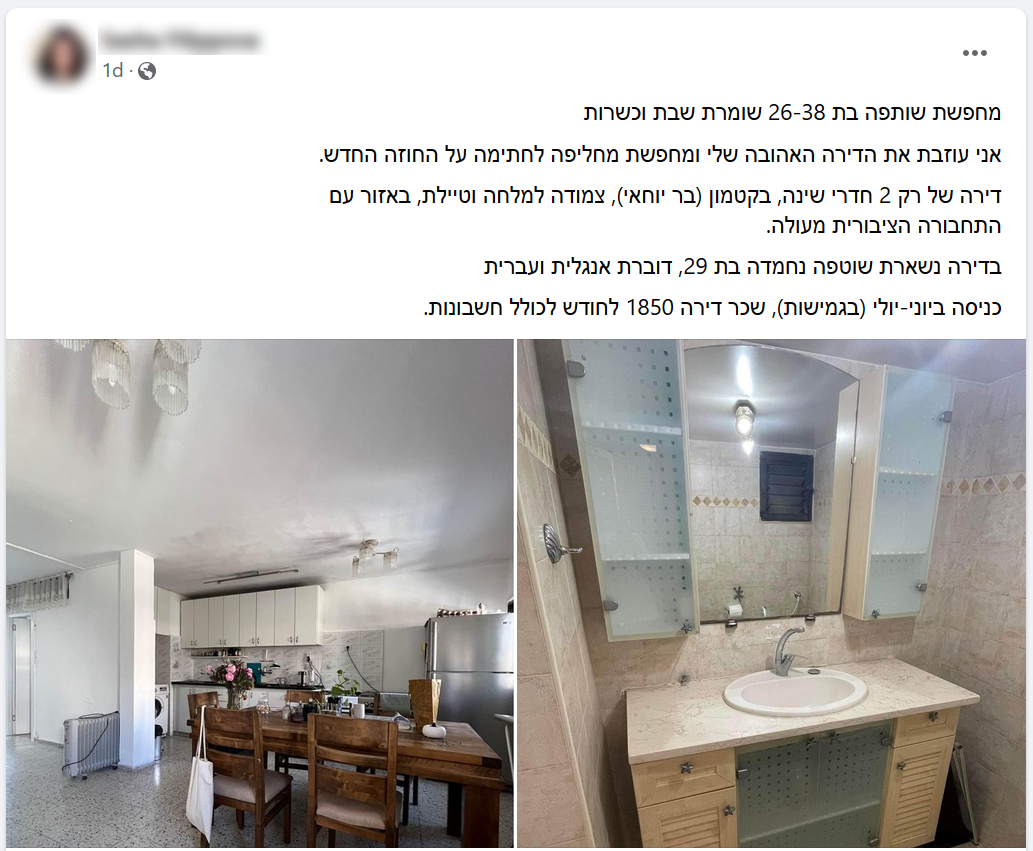 1d ·
מחפשת שותפה בת 26-38 שומרת שבת וכשרות
אני עוזבת את הדירה האהובה שלי ומחפשת מחליפה לחתימה על החוזה החדש.
דירה של רק 2 חדרי שינה, בקטמון (בר יוחאי), צמודה למלחה וטיילת, באזור עם
התחבורה הציבורית מעולה.
בדירה נשארת שוטפה נחמדה בת 29, דוברת אנגלית ועברית
כניסה ביוני-יולי (בגמישות), שכר דירה 1850 לחודש לכולל חשבונות.